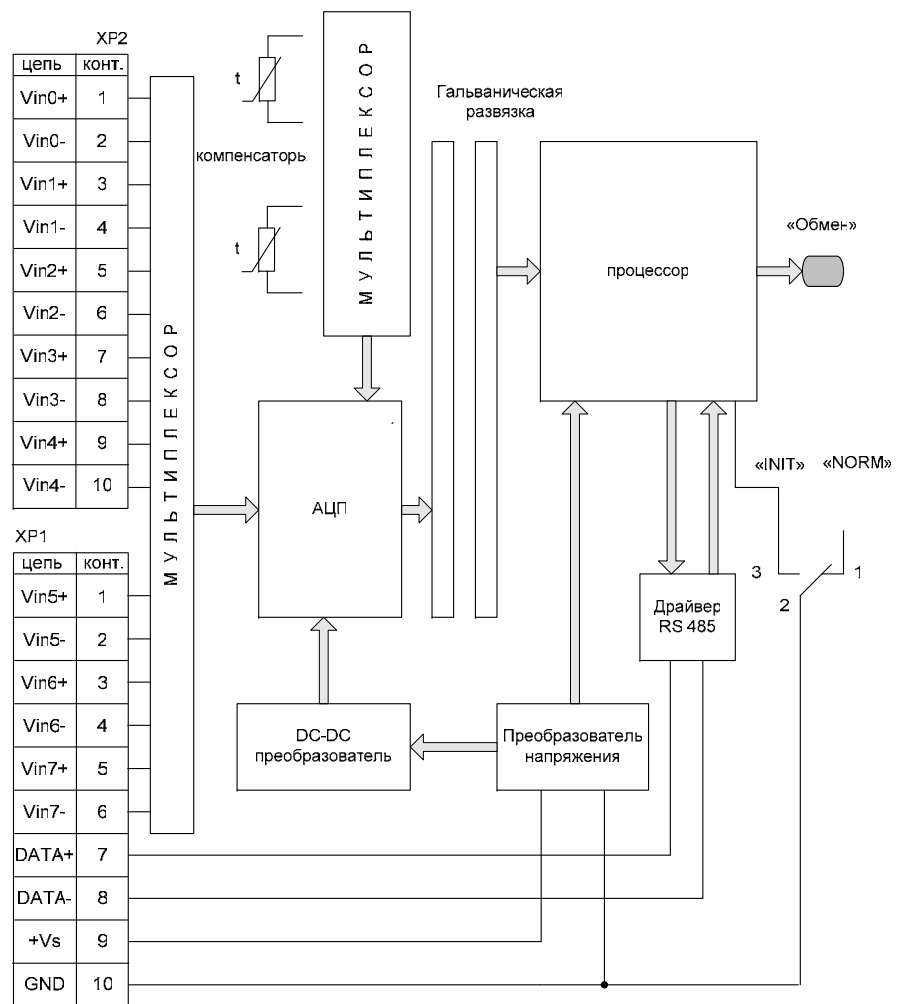 XP2
цепь конт.
Vin0+ 1
Vin0- 2
Vin1+ 3
Vin1- 4
Vin2+ 5
Vin2- 6
Vin3+ 7
Vin3- 8
Vin4+ 9
Vin4- 10
XP1
цепь конт.
Vin5+ 1
Vin5- 2
Vin6+ 3
Vin6- 4
Vin7+ 5
Vin7- 6
DATA+ 7
DATA- 8
+Vs 9
GND 10
МУЛЬТИПЛЕКСОР
t
компенсаторы
t
МУЛЬТИПЛЕКСОР
Гальваническая
развязка
процессор
«Обмен»
АЦП
«INIT» «NORM»
3
1
2
Драйвер
RS 485
DC-DC
преобразователь
Преобразователь
напряжения